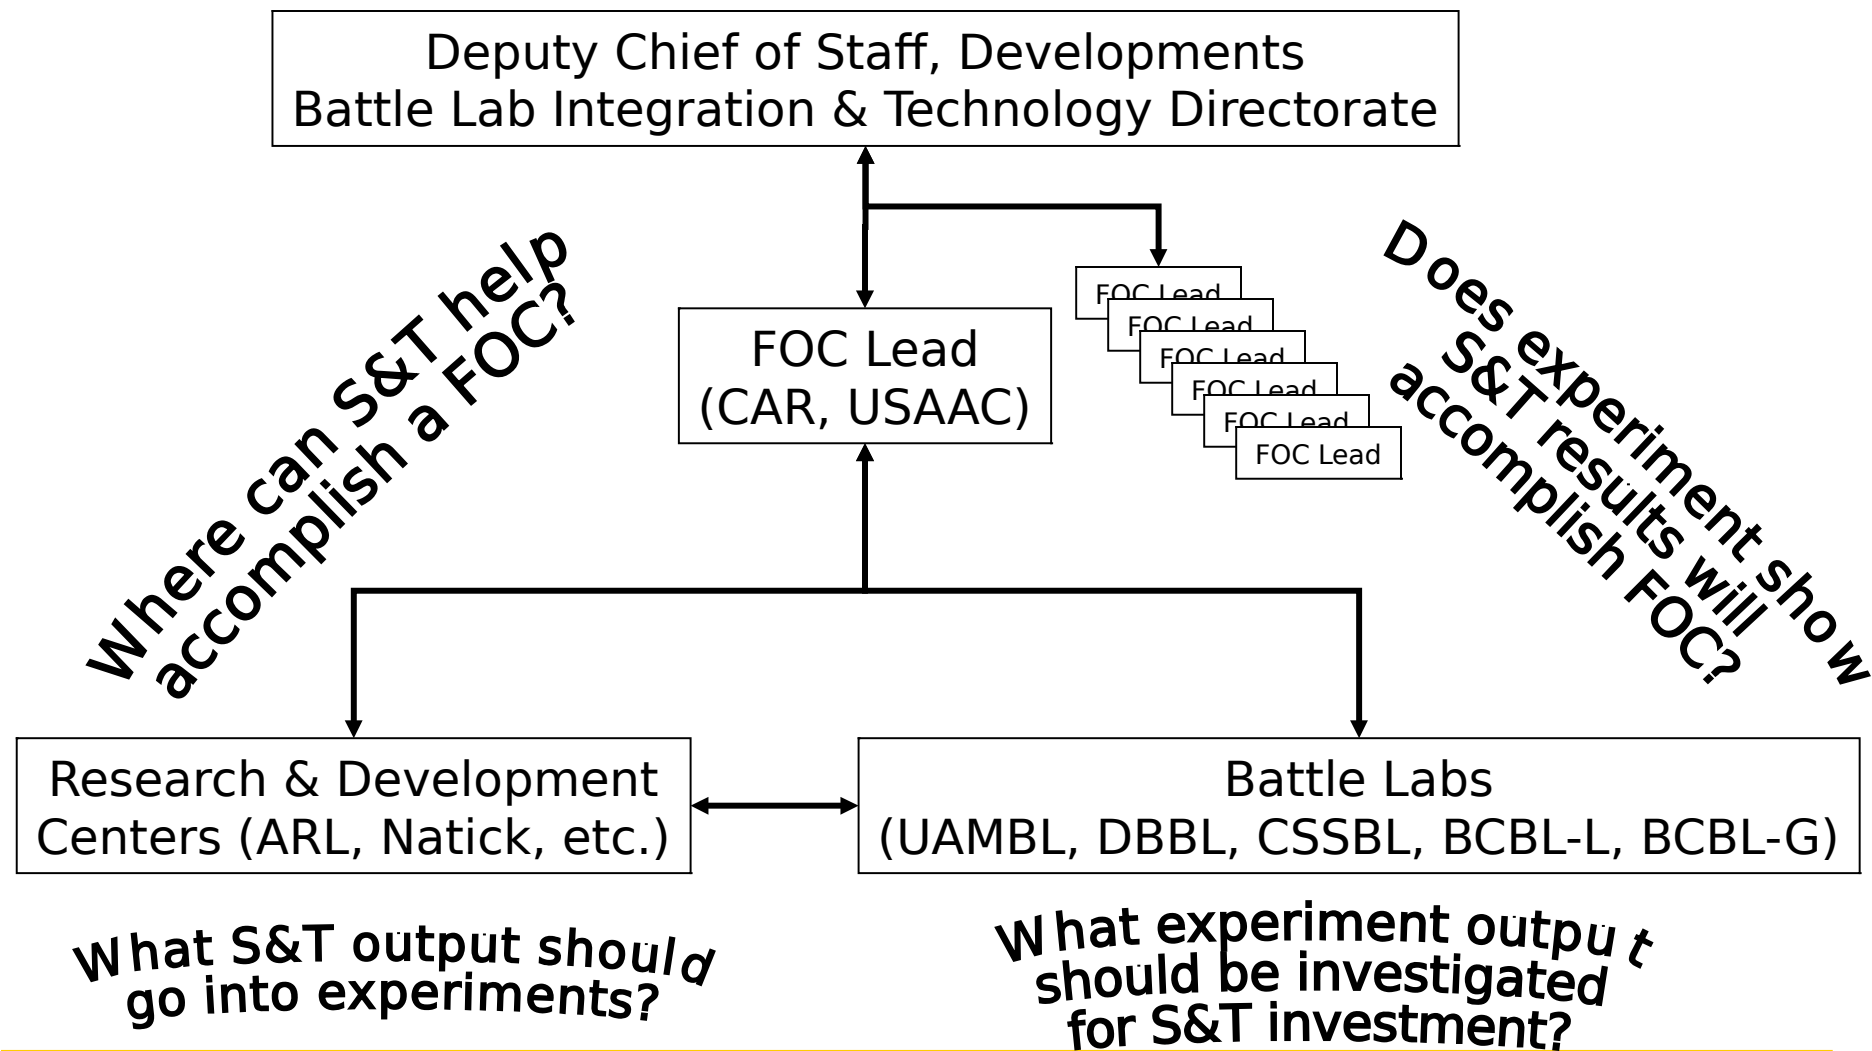 Deputy Chief of Staff, Developments
Battle Lab Integration & Technology Directorate
Where can S&T help
accomplish a FOC?
FOC Lead
(CAR, USAAC)
FOC Lead
FOC Lead
FOC Lead
FOC Lead
FOC Lead
FOC Lead
Does experiment show
S&T results will
accomplish FOC?
Research & Development
Centers (ARL, Natick, etc.)
Battle Labs
(UAMBL, DBBL, CSSBL, BCBL-L, BCBL-G)
What S&T output should
go into experiments?
What experiment output
should be investigated
for S&T investment?